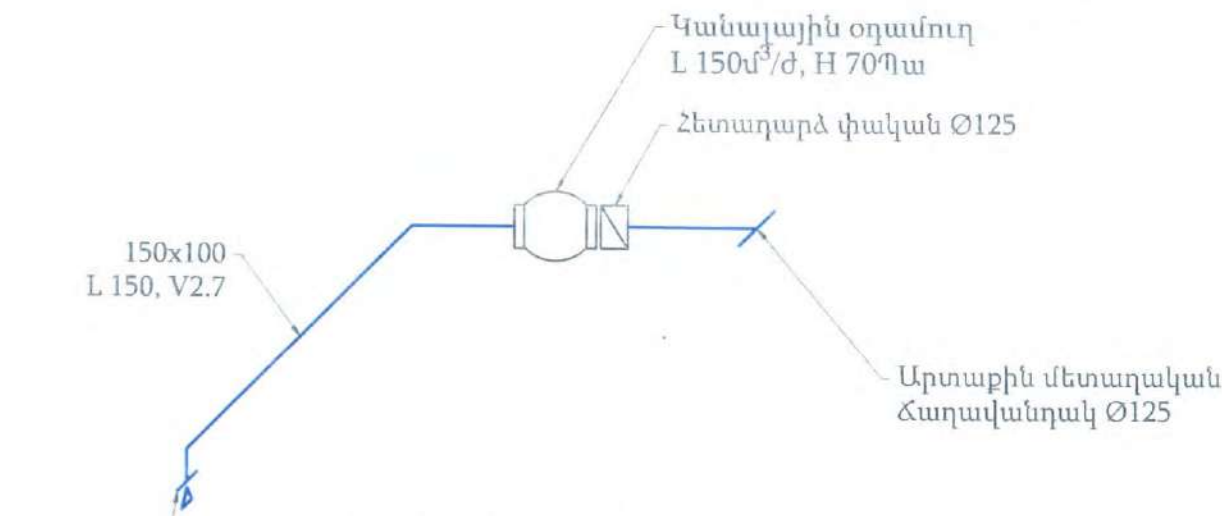 Կանալային օդամուղ
L 150մ³/ժ, H 70Պա
Հետադարձ փական Ø125
150x100
L 150, V2.7
Արտաքին մետաղական
Ճաղավանդակ Ø125